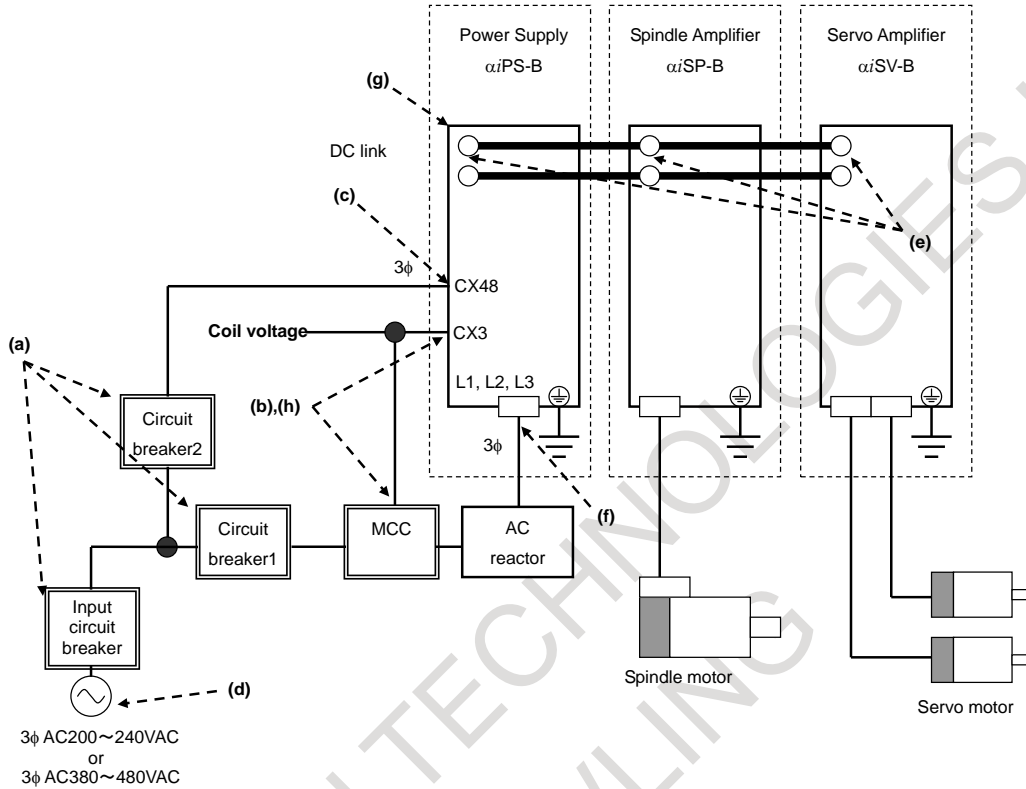 Power Supply
αiPS-B
Spindle Amplifier
αiSP-B
Servo Amplifier
αiSV-B
(g)
DC link
(c)
(e)
3ϕ
CX48
Coil voltage
CX3
(a)
L1, L2, L3
(b),(h)
Circuit
breaker2
3ϕ
(f)
Circuit
breaker1
MCC
AC
reactor
Input
circuit
breaker
(d)
Spindle motor
Servo motor
3ϕ AC200～240VAC
or
3ϕ AC380～480VAC
TECHNOLOGIES